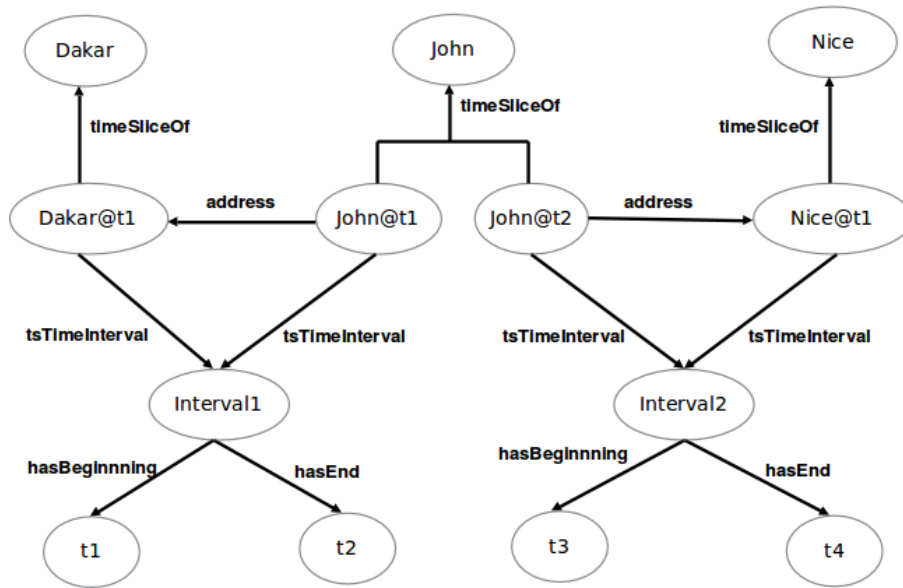 Dakar
John
Nice
timeSliceOf
timeSliceOf
timeSliceOf
Dakar@t1
address
John@t1
John@t2
address
Nice@t1
tsTimeInterval
tsTimeInterval
tsTimeInterval
tsTimeInterval
Interval1
Interval2
hasBeginnning
hasEnd
hasBeginnning
hasEnd
t1
t2
t3
t4